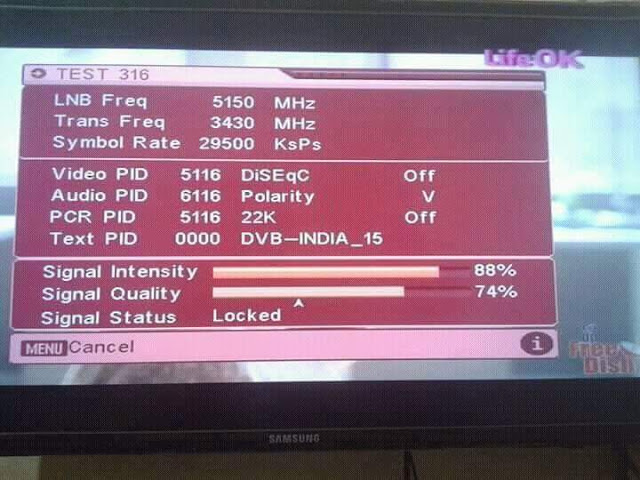 Life OK
TEST 316
LNB Freq 5150 MHz
Trans Freq 3430 MHz
Symbol Rate 29500 KsPs
Video PID 5116 DiSEqC Off
Audio PID 6116 Polarity V
PCR PID 5116 22K Off
Text PID 0000 DVB-INDIA_15
Signal Intensity 88%
Signal Quality 74%
Signal Status Locked
MENU Cancel i
Free
Dish
SAMSUNG